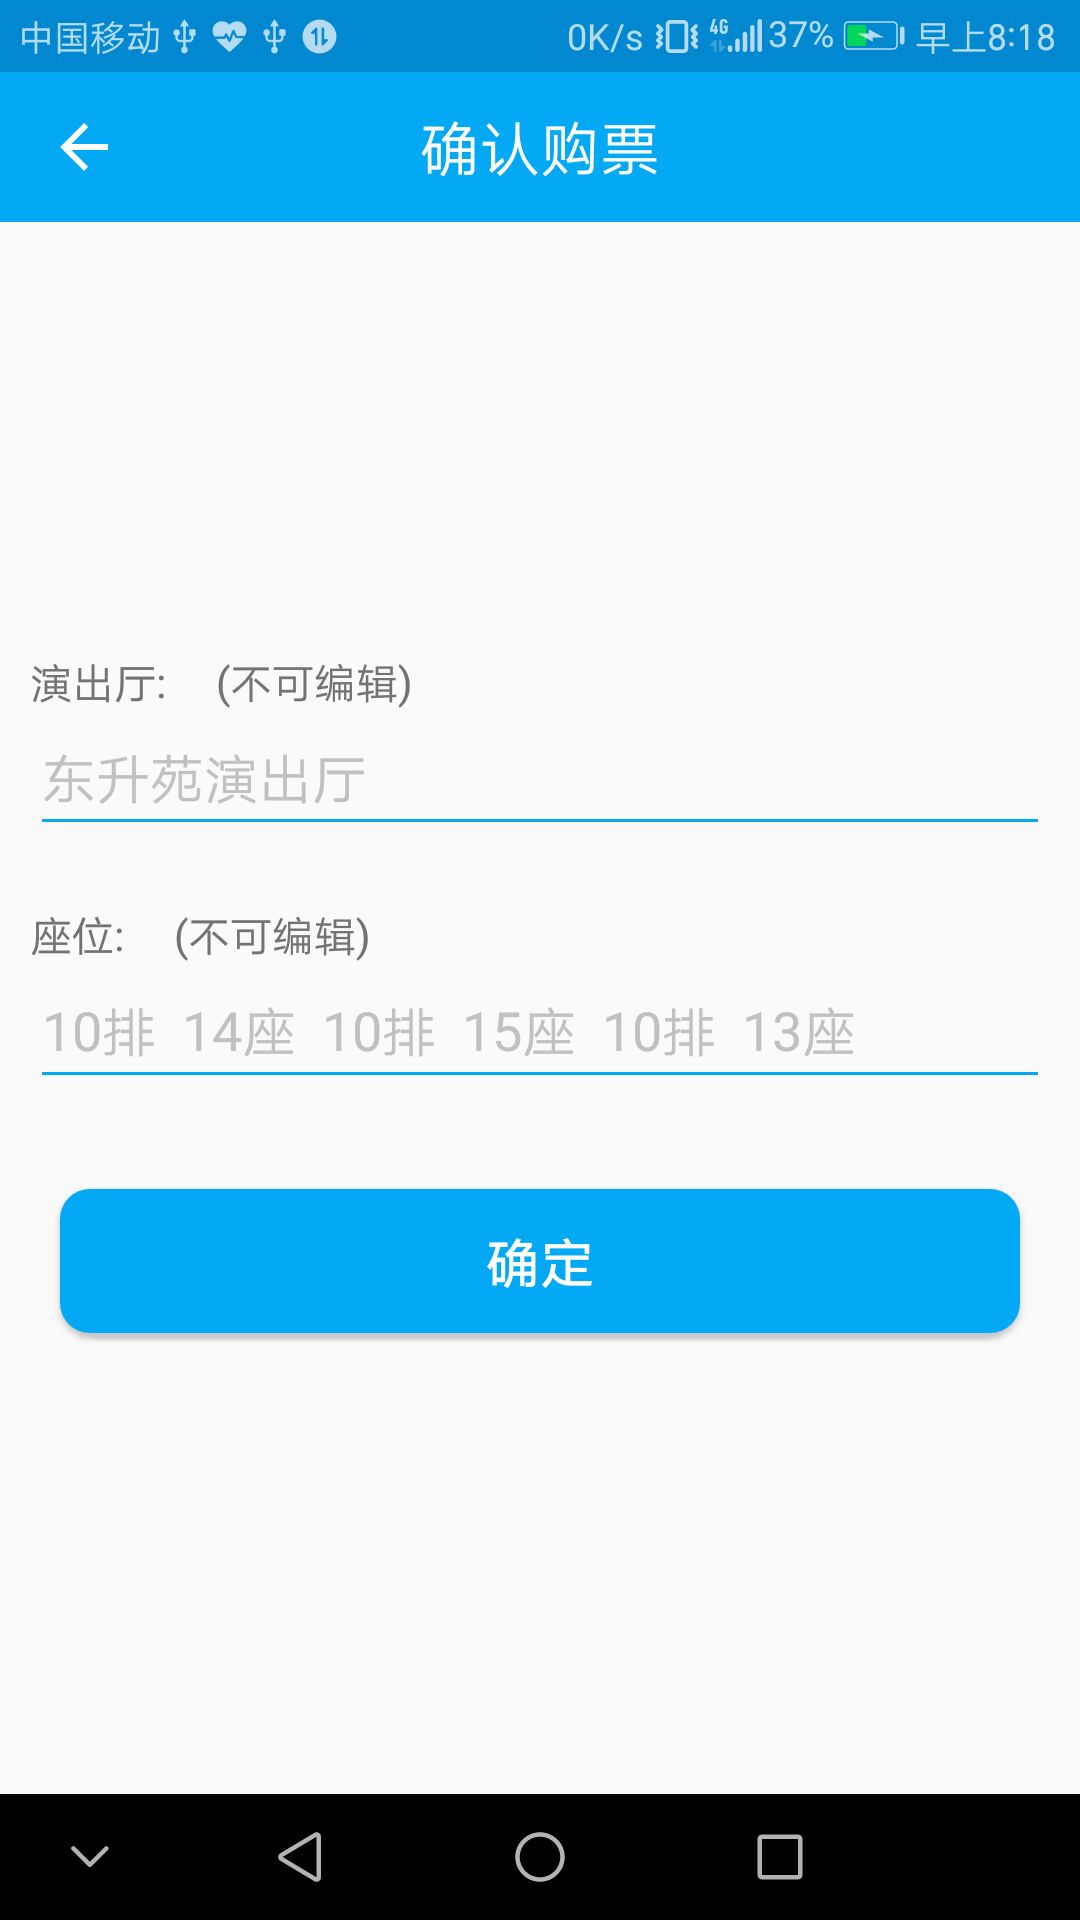 中国移动 0K/s 4G 37% 早上8:18
确认购票
演出厅: (不可编辑)
东升苑演出厅
座位: (不可编辑)
10排 14座 10排 15座 10排 13座
确定